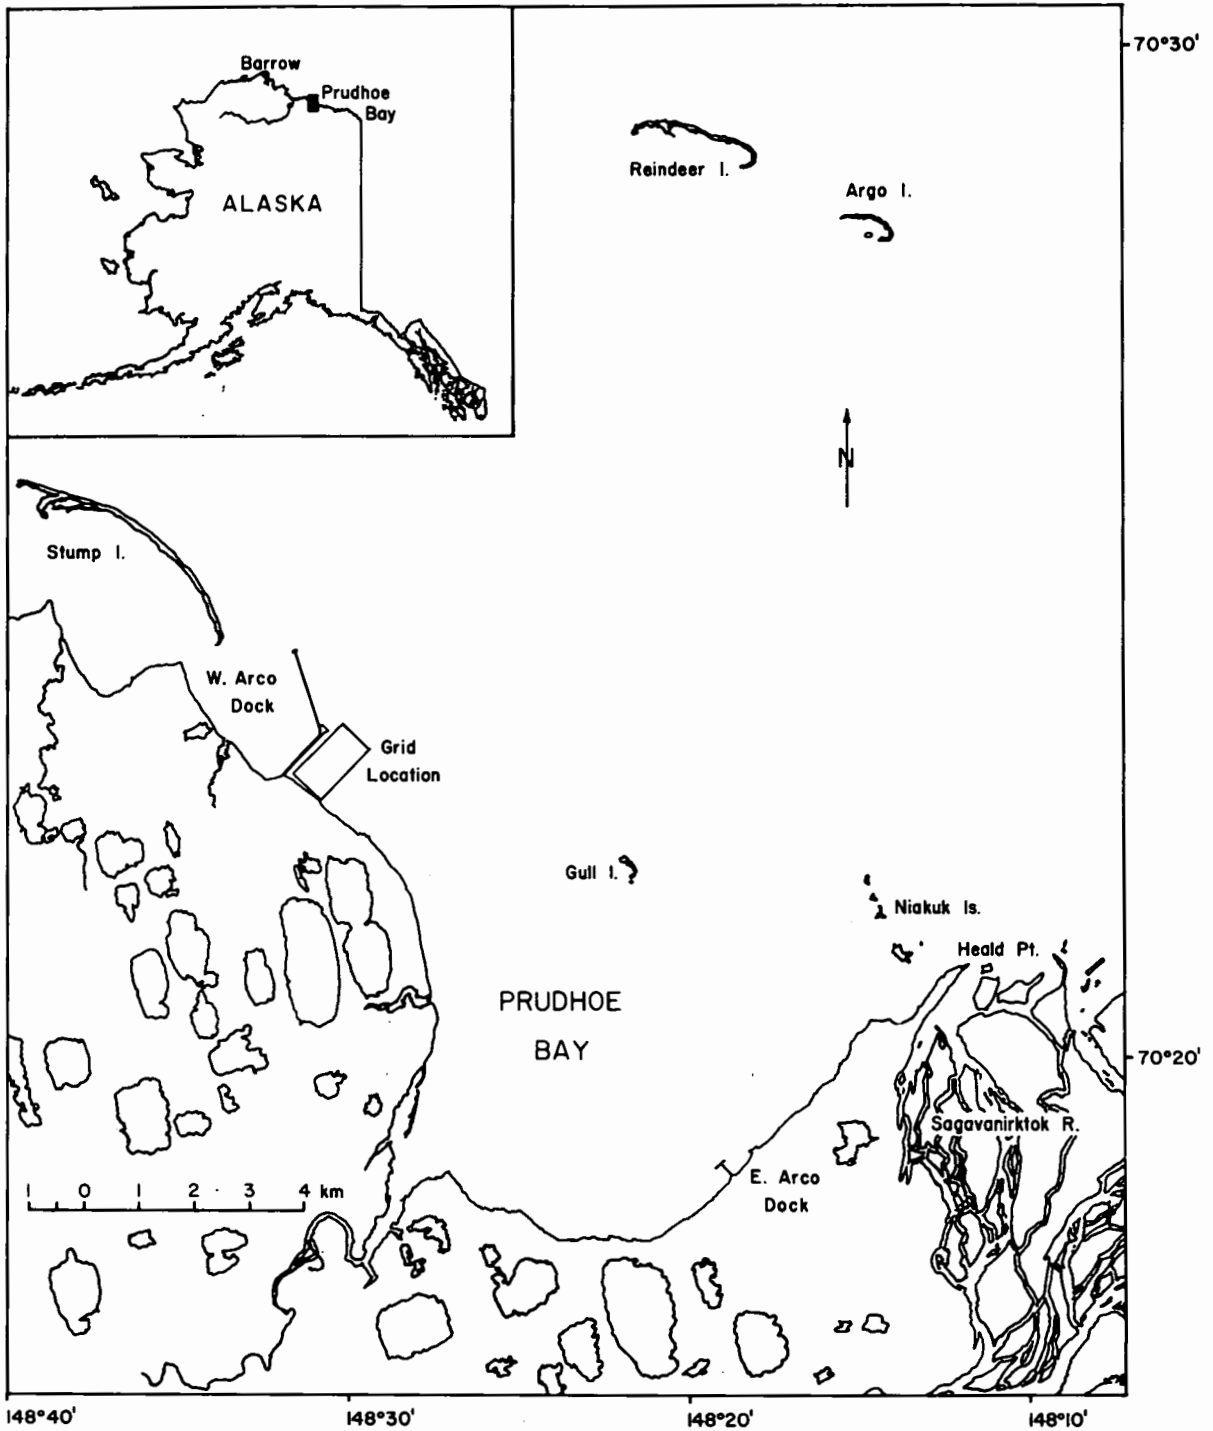 70°30'
Barrow
Prudhoe
Bay
ALASKA
Reindeer I.
Argo I.
N
Stump I.
W. Arco
Dock
Grid
Location
Gull I.
Niakuk Is.
Heald Pt.
PRUDHOE
BAY
70°20'
Sagavanirktok R.
E. Arco
Dock
1 0 1 2 3 4 km
148°40' 148°30' 148°20' 148°10'